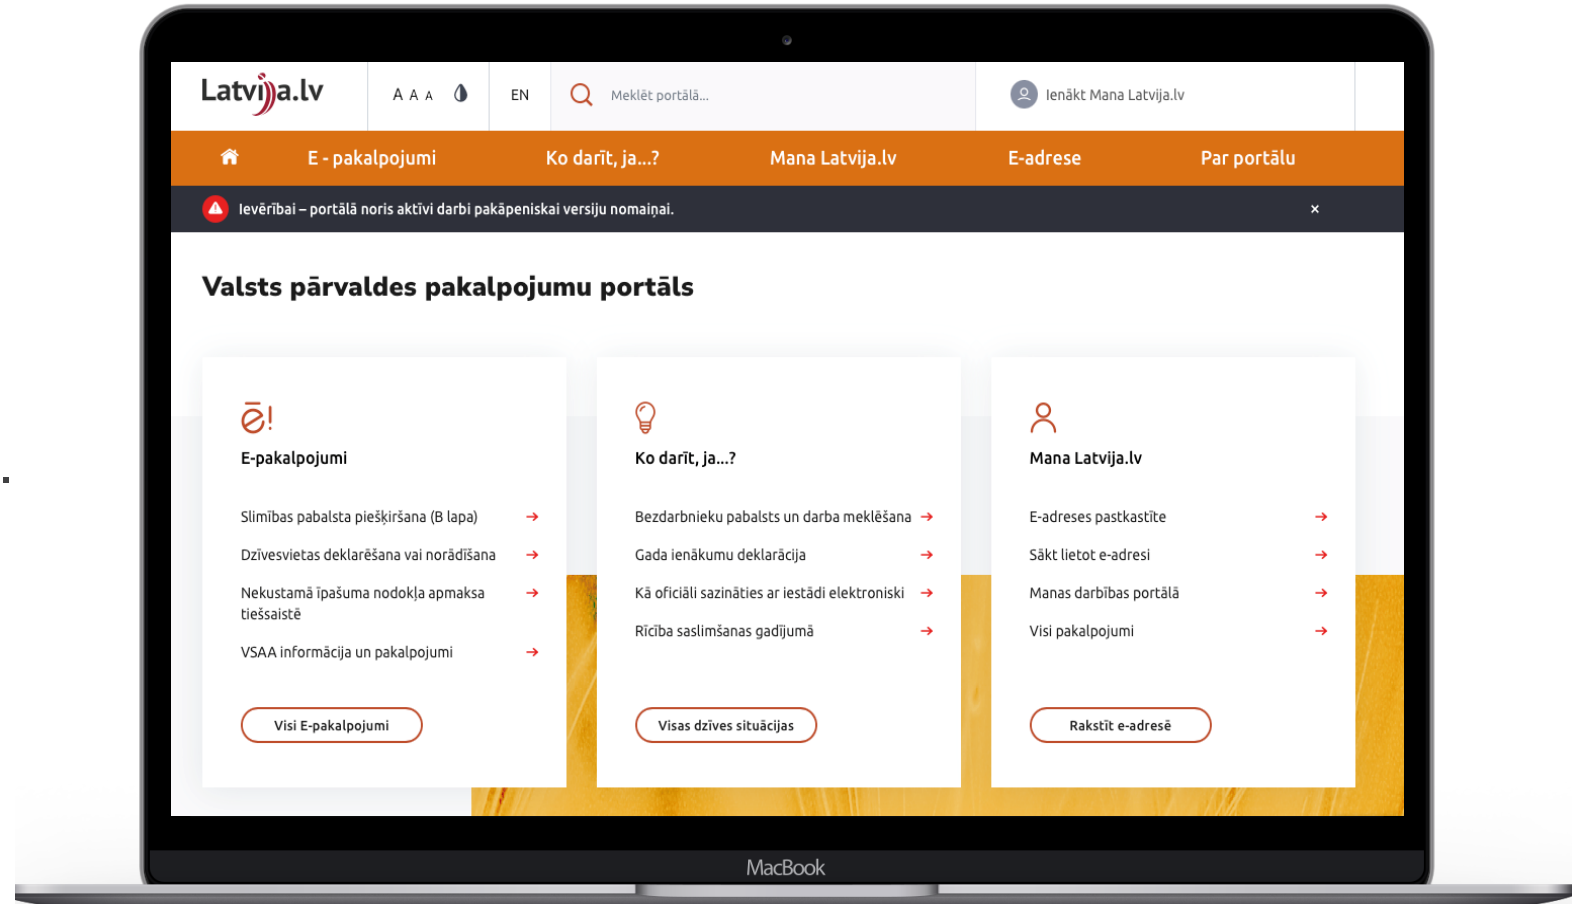 Latvija.lv
A A A
EN
Meklēt portālā...
Ienākt Mana Latvija.lv
E - pakalpojumi
Ko darīt, ja...?
Mana Latvija.lv
E-adrese
Par portālu
Ievērībai – portālā noris aktīvi darbi pakāpeniskai versiju nomaiņai.
×
Valsts pārvaldes pakalpojumu portāls
ē!
E-pakalpojumi
Slimības pabalsta piešķiršana (B lapa)
Dzīvesvietas deklarēšana vai norādīšana
Nekustamā īpašuma nodokļa apmaksa
tiešsaistē
VSAA informācija un pakalpojumi
Visi E-pakalpojumi
Ko darīt, ja...?
Bezdarbnieku pabalsts un darba meklēšana
Gada ienākumu deklarācija
Kā oficiāli sazināties ar iestādi elektroniski
Rīcība saslimšanas gadījumā
Visas dzīves situācijas
Mana Latvija.lv
E-adreses pastkastīte
Sākt lietot e-adresi
Manas darbības portālā
Visi pakalpojumi
Rakstīt e-adresē
MacBook